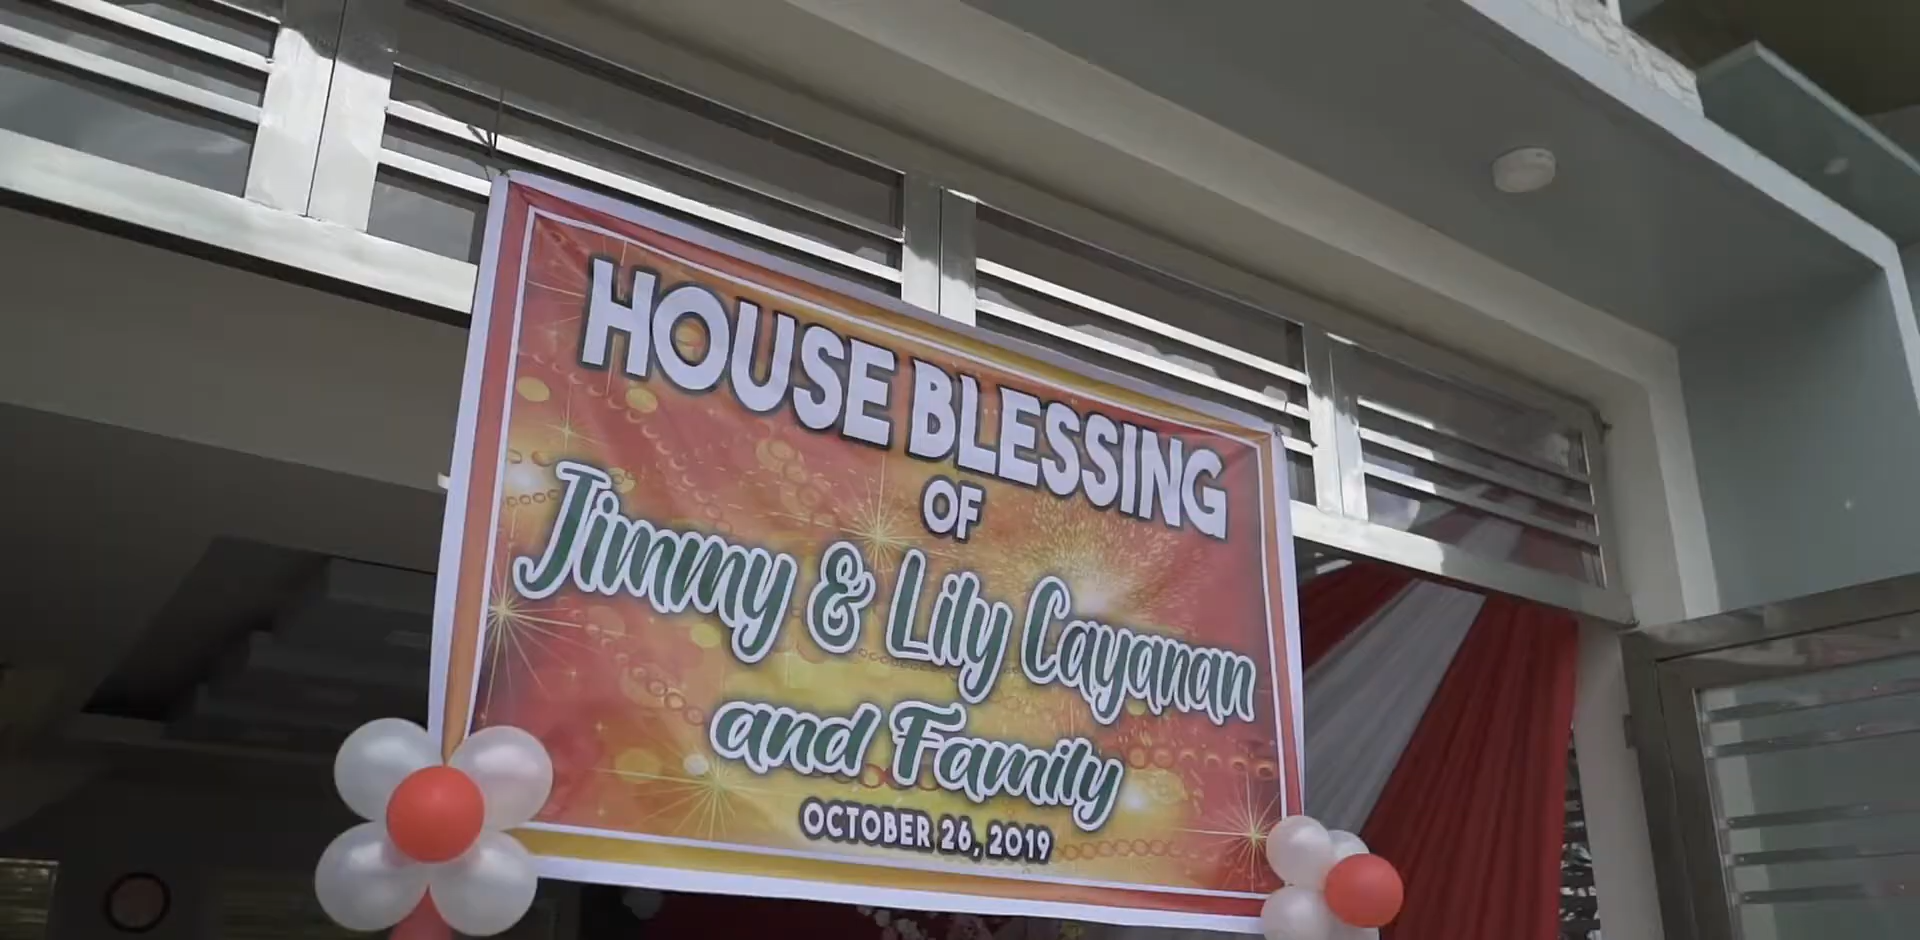 HOUSE BLESSING
OF
Jimmy & Lily Cayanan
and Family
OCTOBER 26, 2019